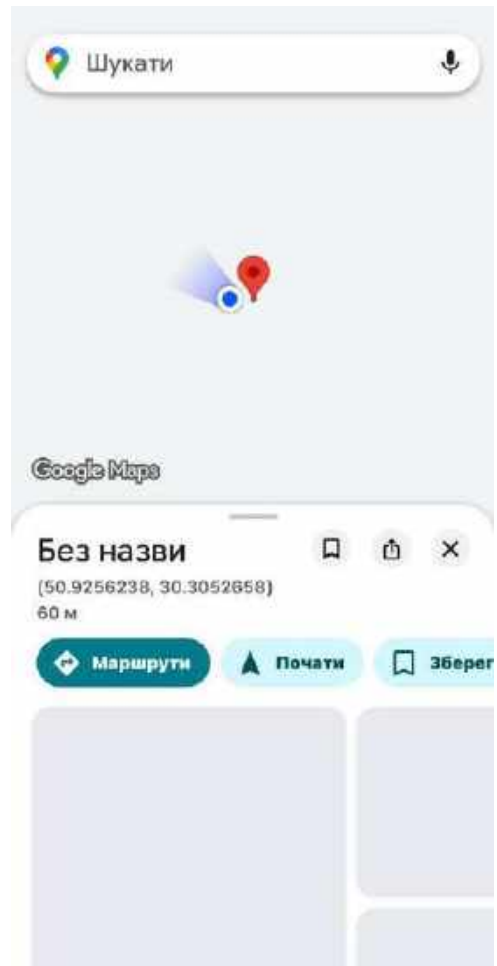 Шукати
Google Maps
Без назви
(50.9256238, 30.3052658)
60 м
Маршрути
Почати
Зберег